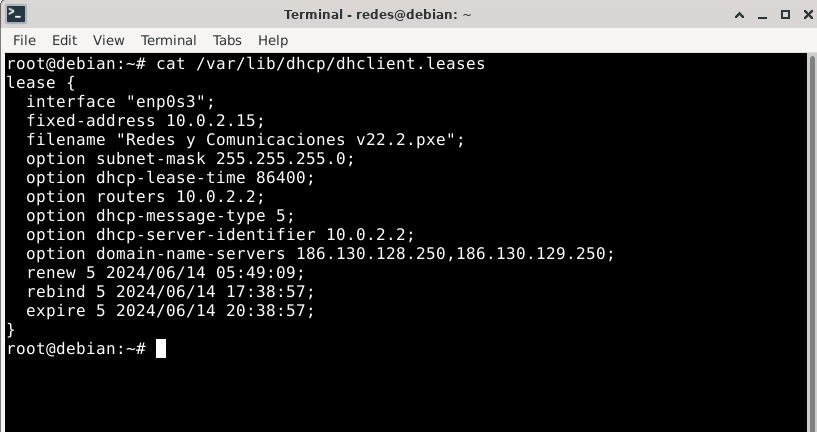 Terminal - redes@debian: ~
File Edit View Terminal Tabs Help
root@debian:~# cat /var/lib/dhcp/dhclient.leases
lease {
  interface "enp0s3";
  fixed-address 10.0.2.15;
  filename "Redes y Comunicaciones v22.2.pxe";
  option subnet-mask 255.255.255.0;
  option dhcp-lease-time 86400;
  option routers 10.0.2.2;
  option dhcp-message-type 5;
  option dhcp-server-identifier 10.0.2.2;
  option domain-name-servers 186.130.128.250,186.130.129.250;
  renew 5 2024/06/14 05:49:09;
  rebind 5 2024/06/14 17:38:57;
  expire 5 2024/06/14 20:38:57;
}
root@debian:~#